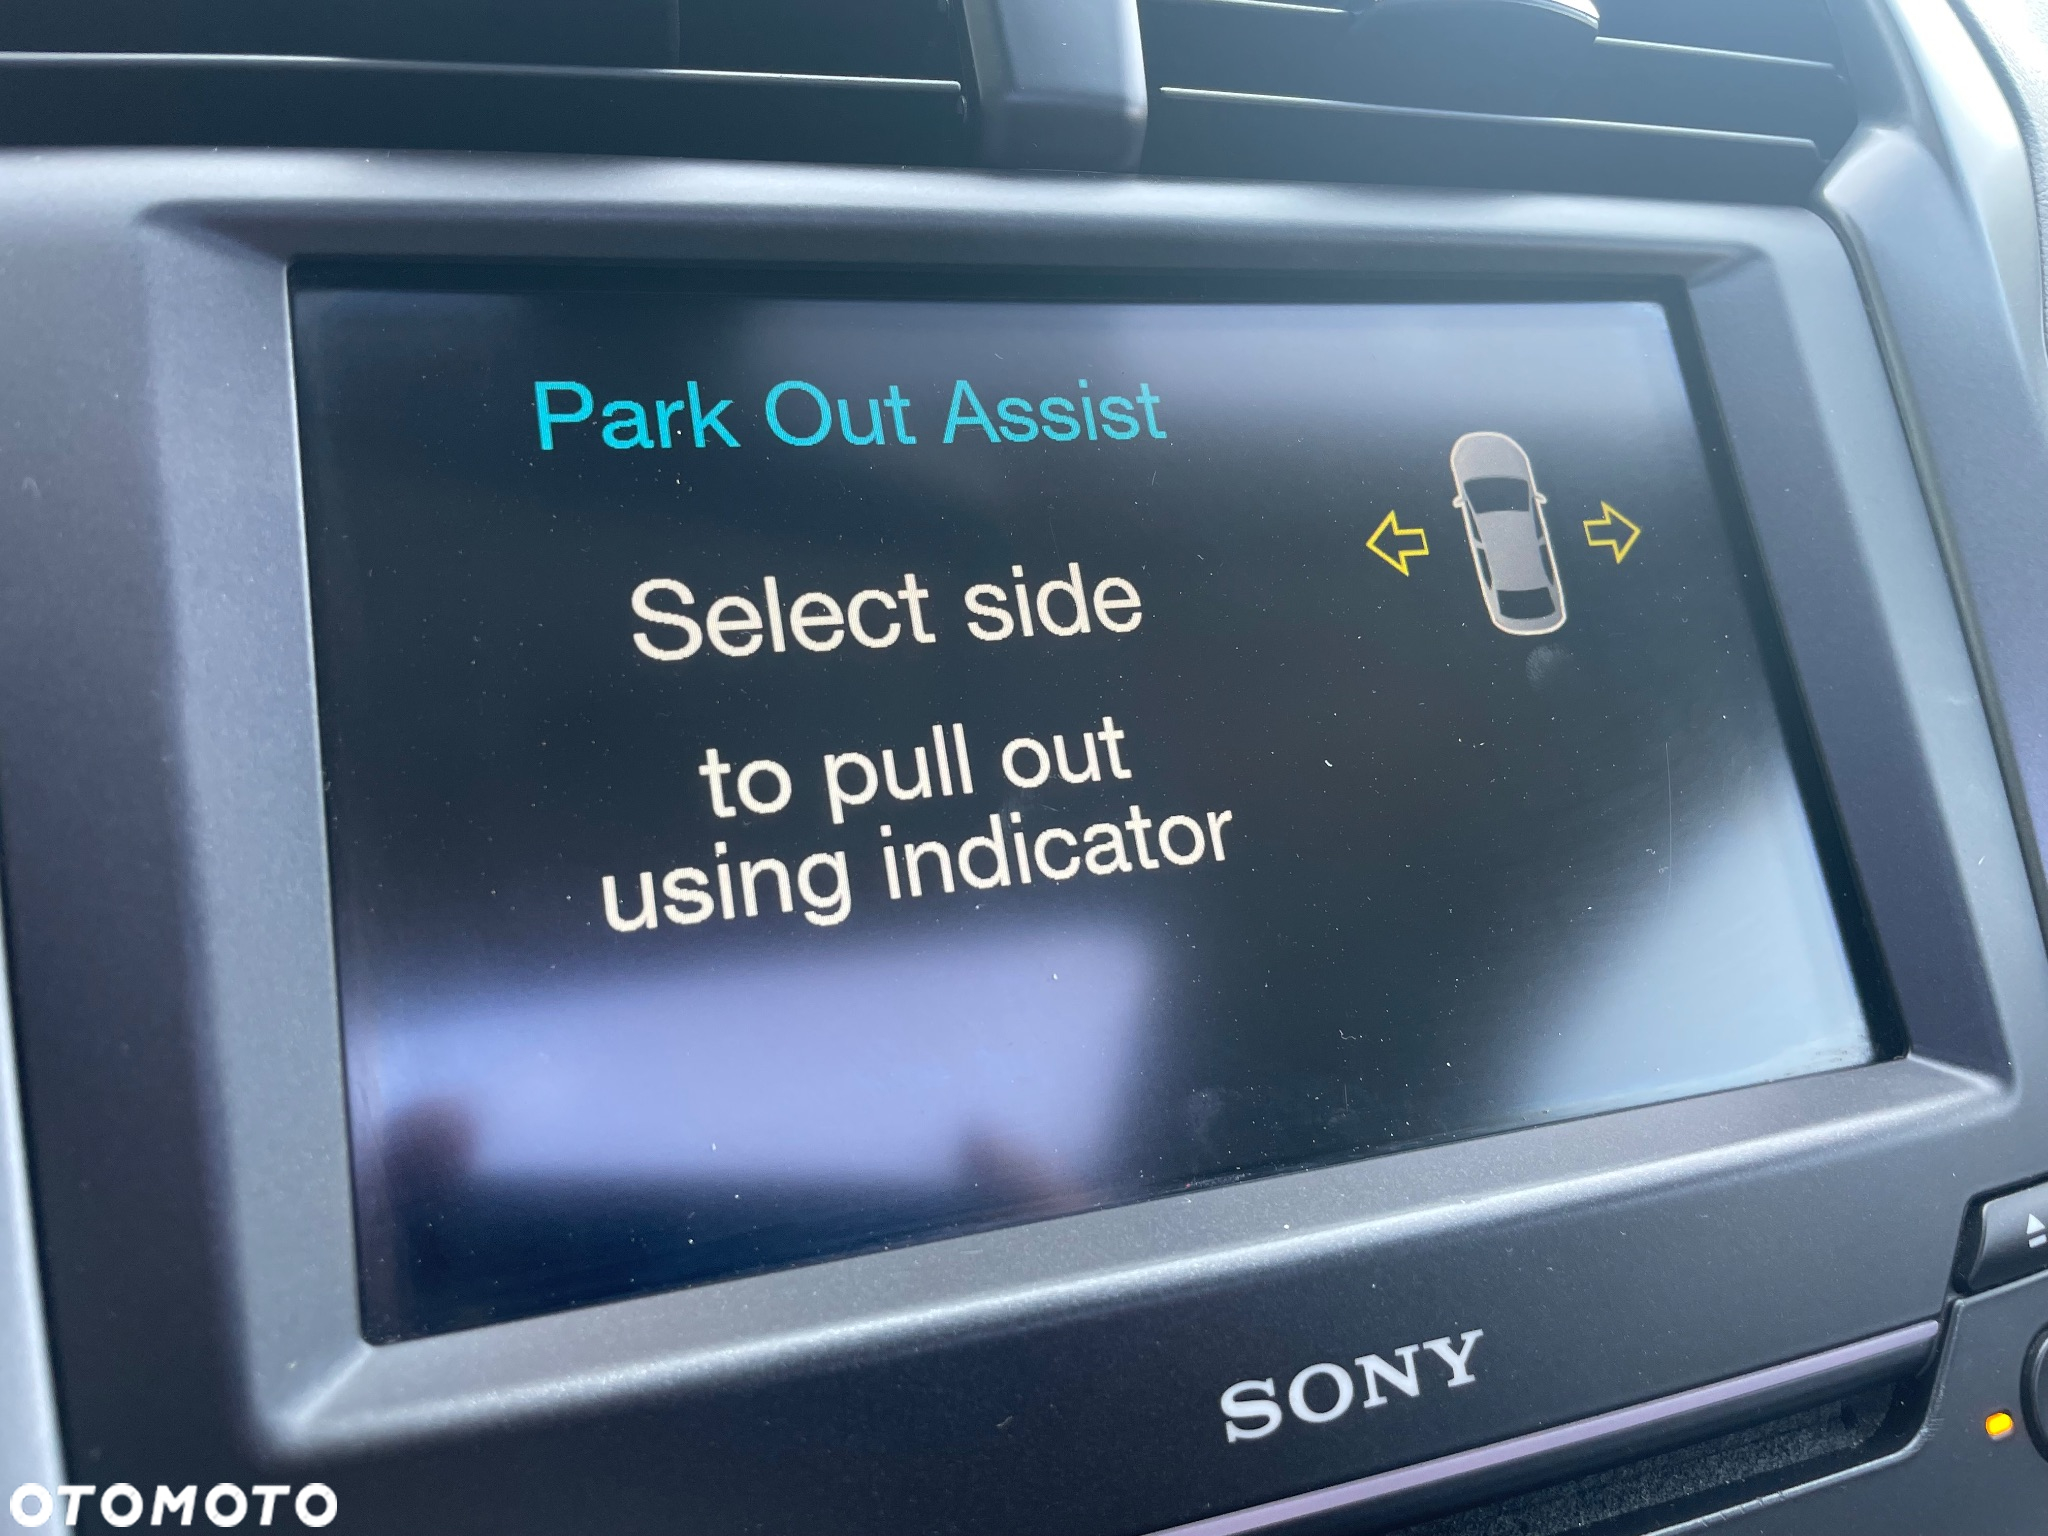 Park Out Assist
Select side
to pull out
using indicator
SONY
OTOMOTO